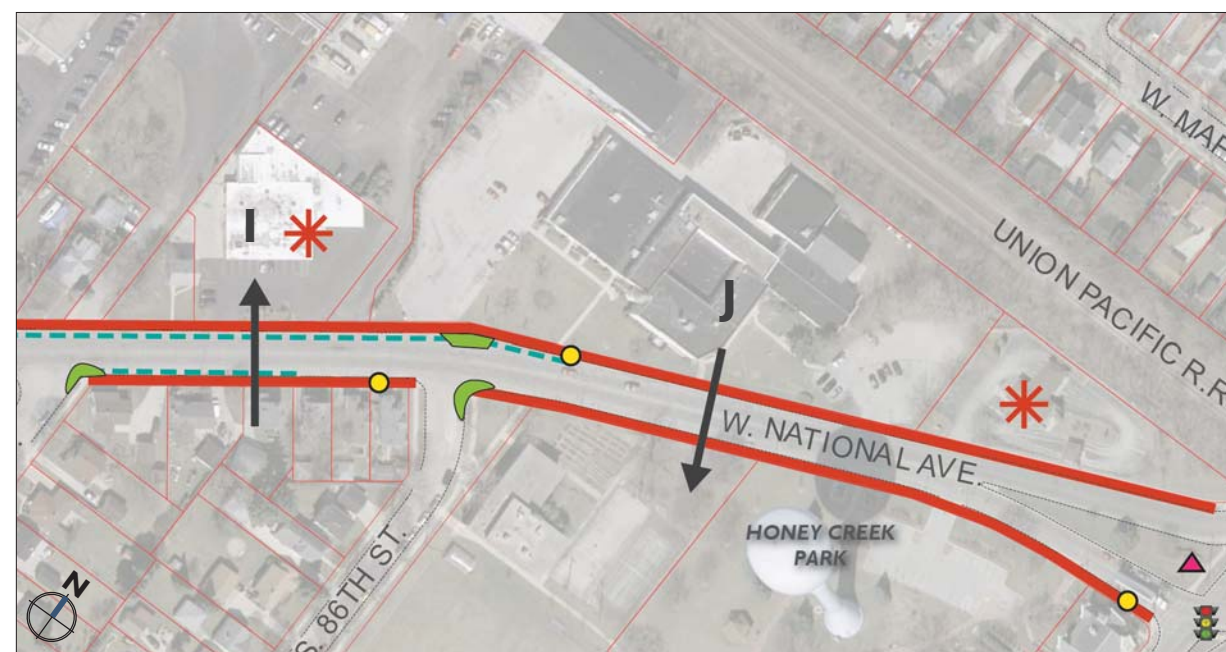 W. MAR
I
UNION PACIFIC R.R
J
W. NATIONAL AVE.
HONEY CREEK
PARK
S. 86TH ST.
N